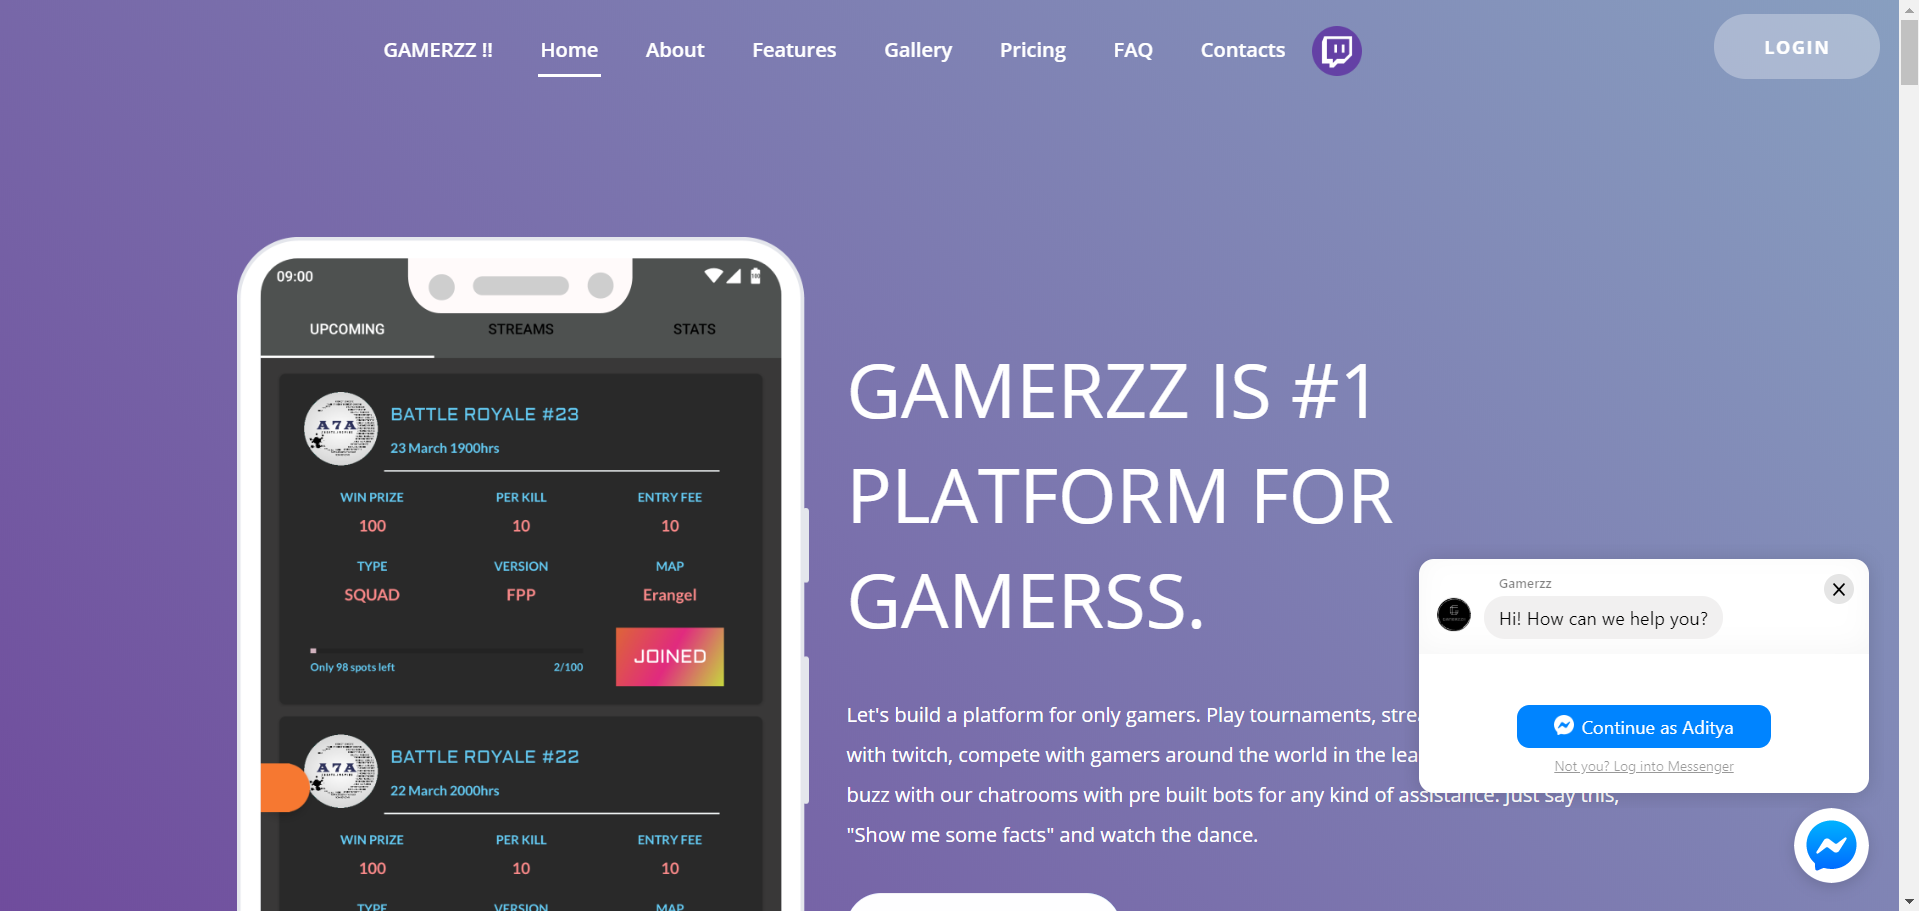 GAMERZZ !!
Home
About
Features
Gallery
Pricing
FAQ
Contacts
LOGIN
09:00
UPCOMING
STREAMS
STATS
A7A
BATTLE ROYALE #23
23 March 1900hrs
WIN PRIZE
PER KILL
ENTRY FEE
100
10
10
TYPE
VERSION
MAP
SQUAD
FPP
Erangel
Only 98 spots left
2/100
JOINED
A7A
BATTLE ROYALE #22
22 March 2000hrs
WIN PRIZE
PER KILL
ENTRY FEE
100
10
10
TYPE
VERSION
MAP
GAMERZZ IS #1
PLATFORM FOR
GAMERSS.
Let's build a platform for only gamers. Play tournaments, strea
with twitch, compete with gamers around the world in the lea
buzz with our chatrooms with pre built bots for any kind of assistance. Just say this,
"Show me some facts" and watch the dance.
Gamerzz
Hi! How can we help you?
Continue as Aditya
Not you? Log into Messenger